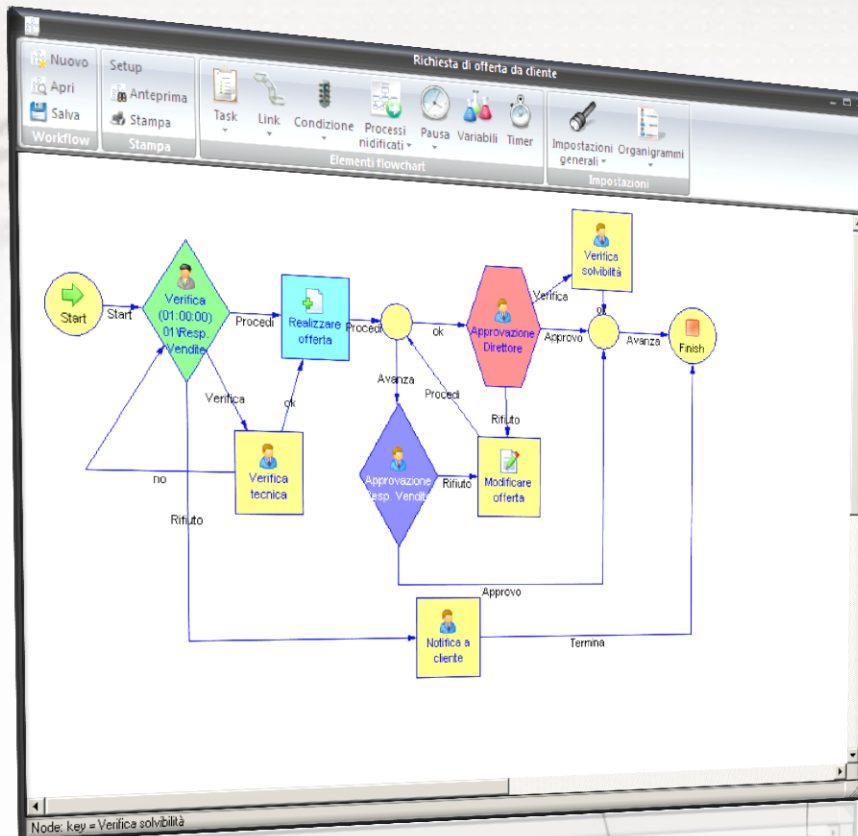 Richiesta di offerta da cliente
Nuovo
Apri
Salva
Workflow
Setup
Anteprima
Stampa
Stampa
Task
Link
Condizione
Processi
nidificati
Pausa
Variabili
Timer
Elementi flowchart
Impostazioni
generali
Organigrammi
Impostazioni
Start
Start
Verifica
(01:00:00)
01\Resp.
Vendite
Procedi
Realizzare
offerta
Procedi
ok
Approvazione
Direttore
Verifica
Verifica
solvibilità
ok
Approvo
Avanza
Finish
Verifica
ok
Avanza
Procedi
Rifiuto
no
Verifica
tecnica
Approvazione
Resp. Vendite
Rifiuto
Modificare
offerta
Rifiuto
Approvo
Notifica a
cliente
Termina
Node: key = Verifica solvibilità